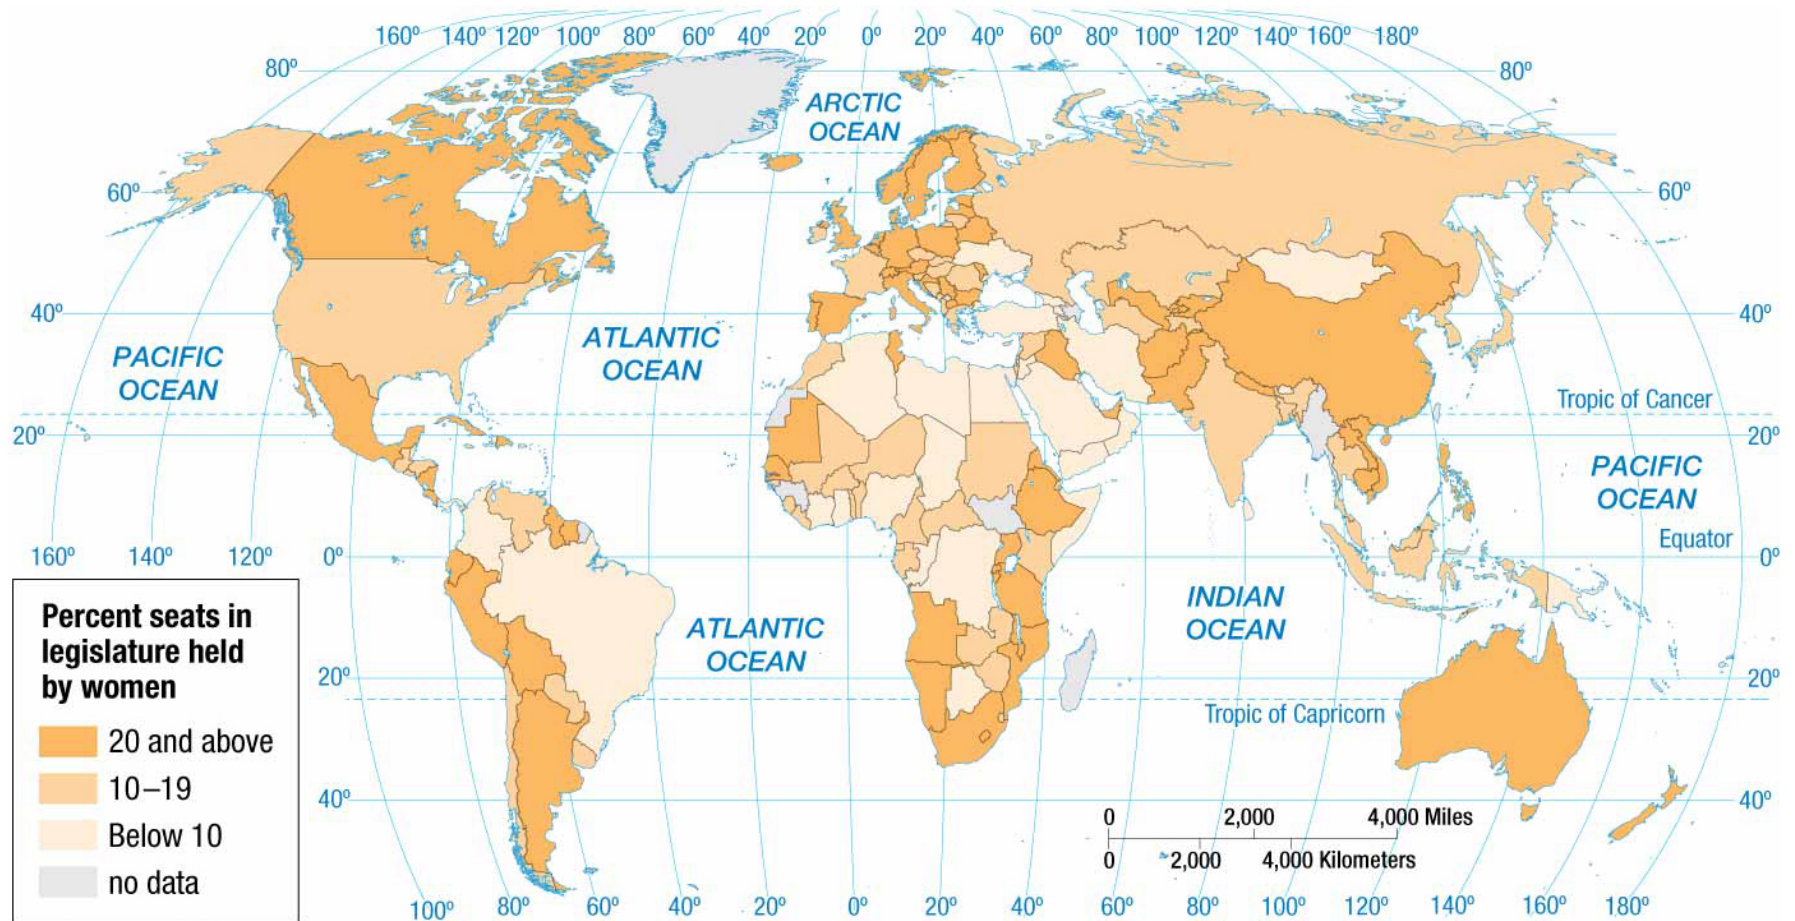 160º 140º 120º 100º 80º 60º 40º 20º 0º 20º 40º 60º 80º 100º 120º 140º 160º 180º
80º 80º
ARCTIC
OCEAN
60º 60º
40º 40º
ATLANTIC
OCEAN
PACIFIC
OCEAN
Tropic of Cancer
20º 20º
PACIFIC
OCEAN
Equator
160º 140º 120º 0º 0º
INDIAN
OCEAN
ATLANTIC
OCEAN
20º 20º
Tropic of Capricorn
40º 40º
Percent seats in
legislature held
by women
20 and above
10–19
Below 10
no data
0 2,000 4,000 Miles
0 2,000 4,000 Kilometers
100º 80º 60º 40º 20º 0º 20º 40º 60º 80º 100º 120º 140º 160º 180º